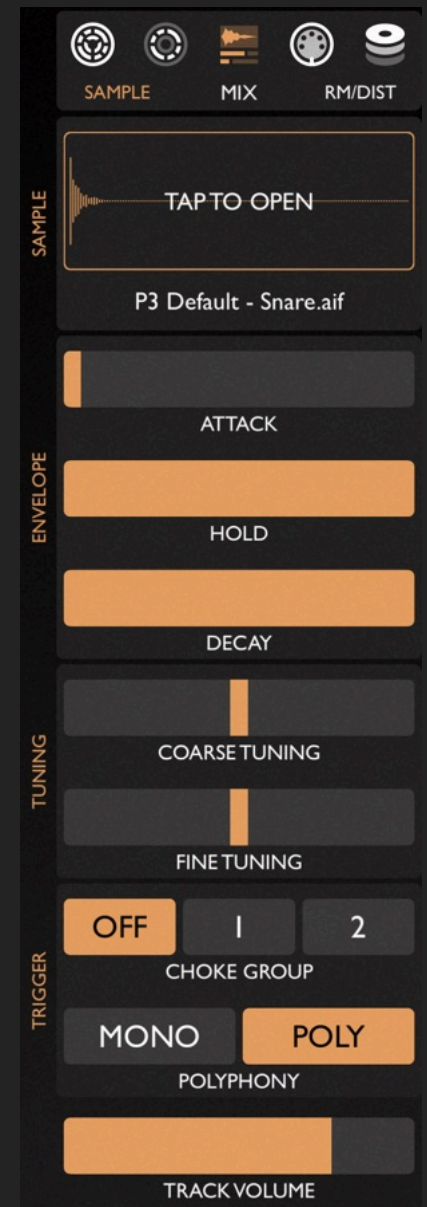 SAMPLE MIX RM/DIST
SAMPLE
TAP TO OPEN
P3 Default - Snare.aif
ENVELOPE
ATTACK
HOLD
DECAY
TUNING
COARSE TUNING
FINE TUNING
TRIGGER
OFF 1 2
CHOKE GROUP
MONO POLY
POLYPHONY
TRACK VOLUME